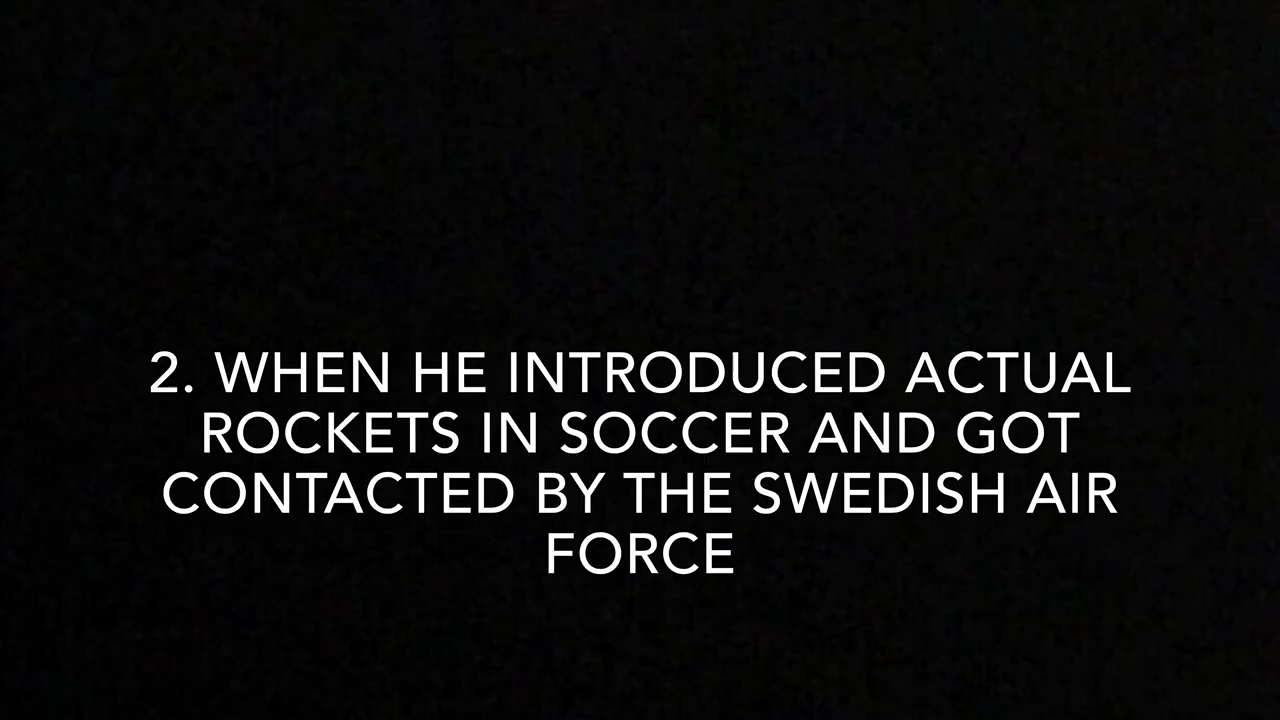 2. WHEN HE INTRODUCED ACTUAL
ROCKETS IN SOCCER AND GOT
CONTACTED BY THE SWEDISH AIR
FORCE